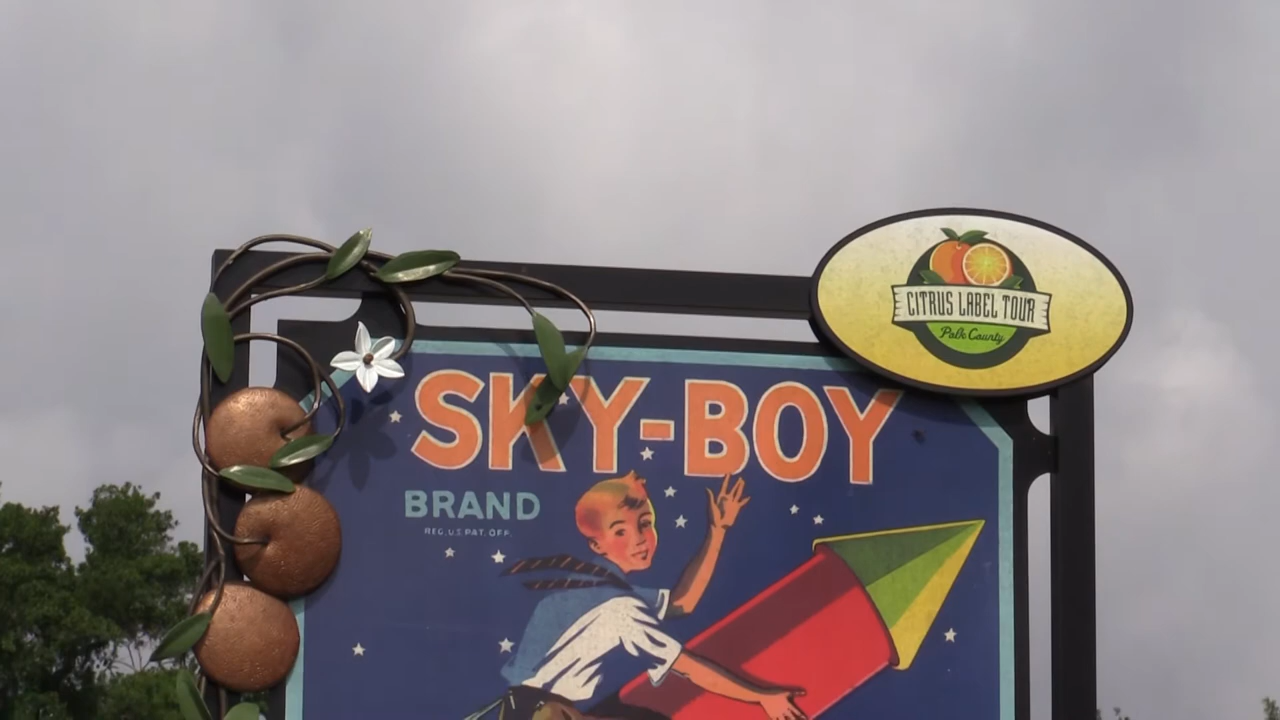 CITRUS LABEL TOUR
Polk County
SKY-BOY
BRAND
REG. U.S. PAT. OFF.